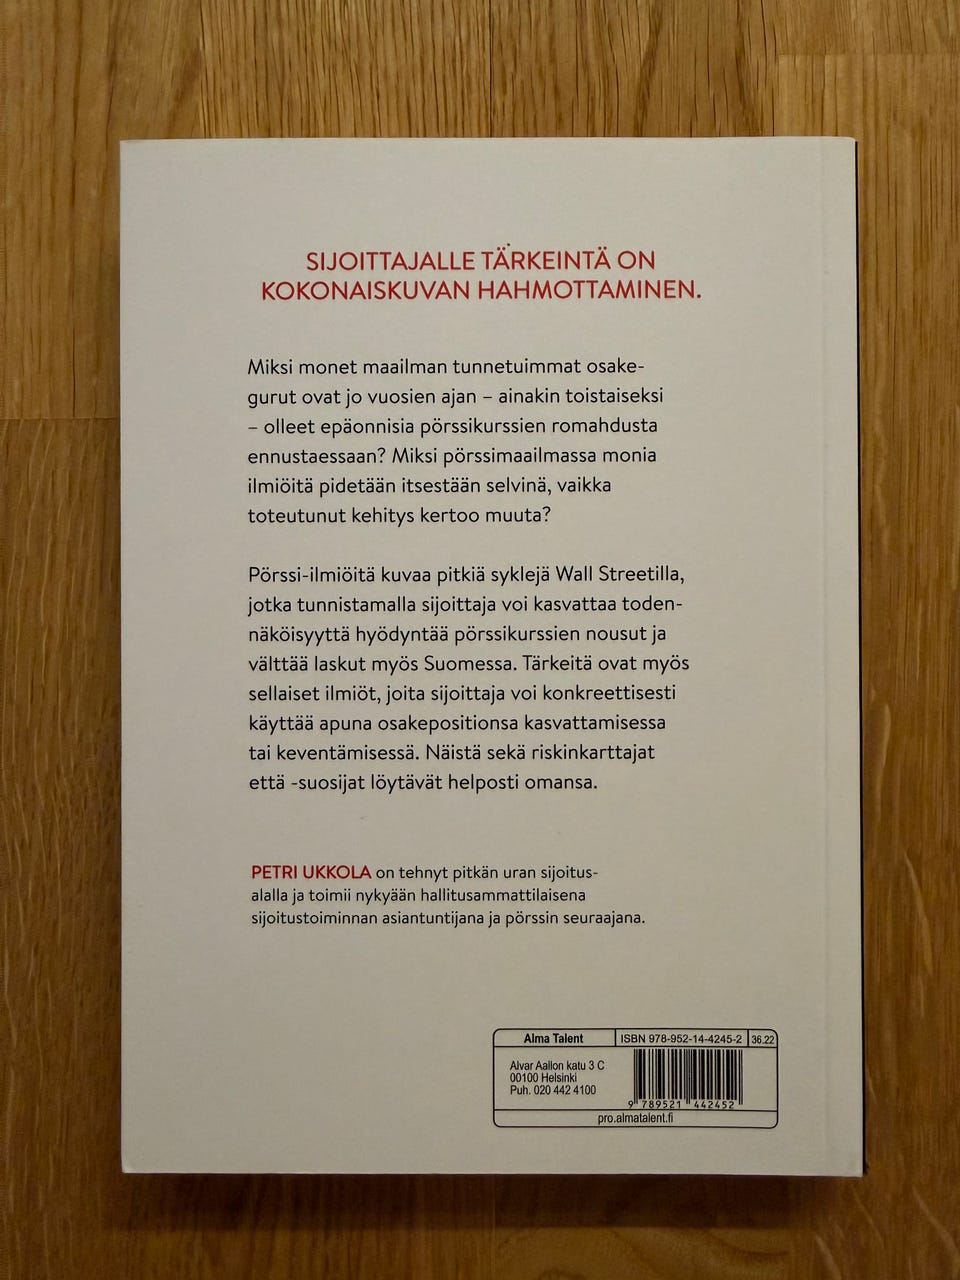 SIJOITTAJALLE TÄRKEINTÄ ON
KOKONAISKUVAN HAHMOTTAMINEN.
Miksi monet maailman tunnetuimmat osake-
gurut ovat jo vuosien ajan – ainakin toistaiseksi
– olleet epäonnisia pörssikurssien romahdusta
ennustaessaan? Miksi pörssimaailmassa monia
ilmiöitä pidetään itsestään selvinä, vaikka
toteutunut kehitys kertoo muuta?
Pörssi-ilmiöitä kuvaa pitkiä syklejä Wall Streetilla,
jotka tunnistamalla sijoittaja voi kasvattaa toden-
näköisyyttä hyödyntää pörssikurssien nousut ja
välttää laskut myös Suomessa. Tärkeitä ovat myös
sellaiset ilmiöt, joita sijoittaja voi konkreettisesti
käyttää apuna osakepositionsa kasvattamisessa
tai keventämisessä. Näistä sekä riskinkarttajat
että -suosijat löytävät helposti omansa.
PETRI UKKOLA on tehnyt pitkän uran sijoitus-
alalla ja toimii nykyään hallitusammattilaisena
sijoitustoiminnan asiantuntijana ja pörssin seuraajana.
Alma Talent ISBN 978-952-14-4245-2 36.22
Alvar Aallon katu 3 C
00100 Helsinki
Puh. 020 442 4100
9 789521 442452
pro.almatalent.fi